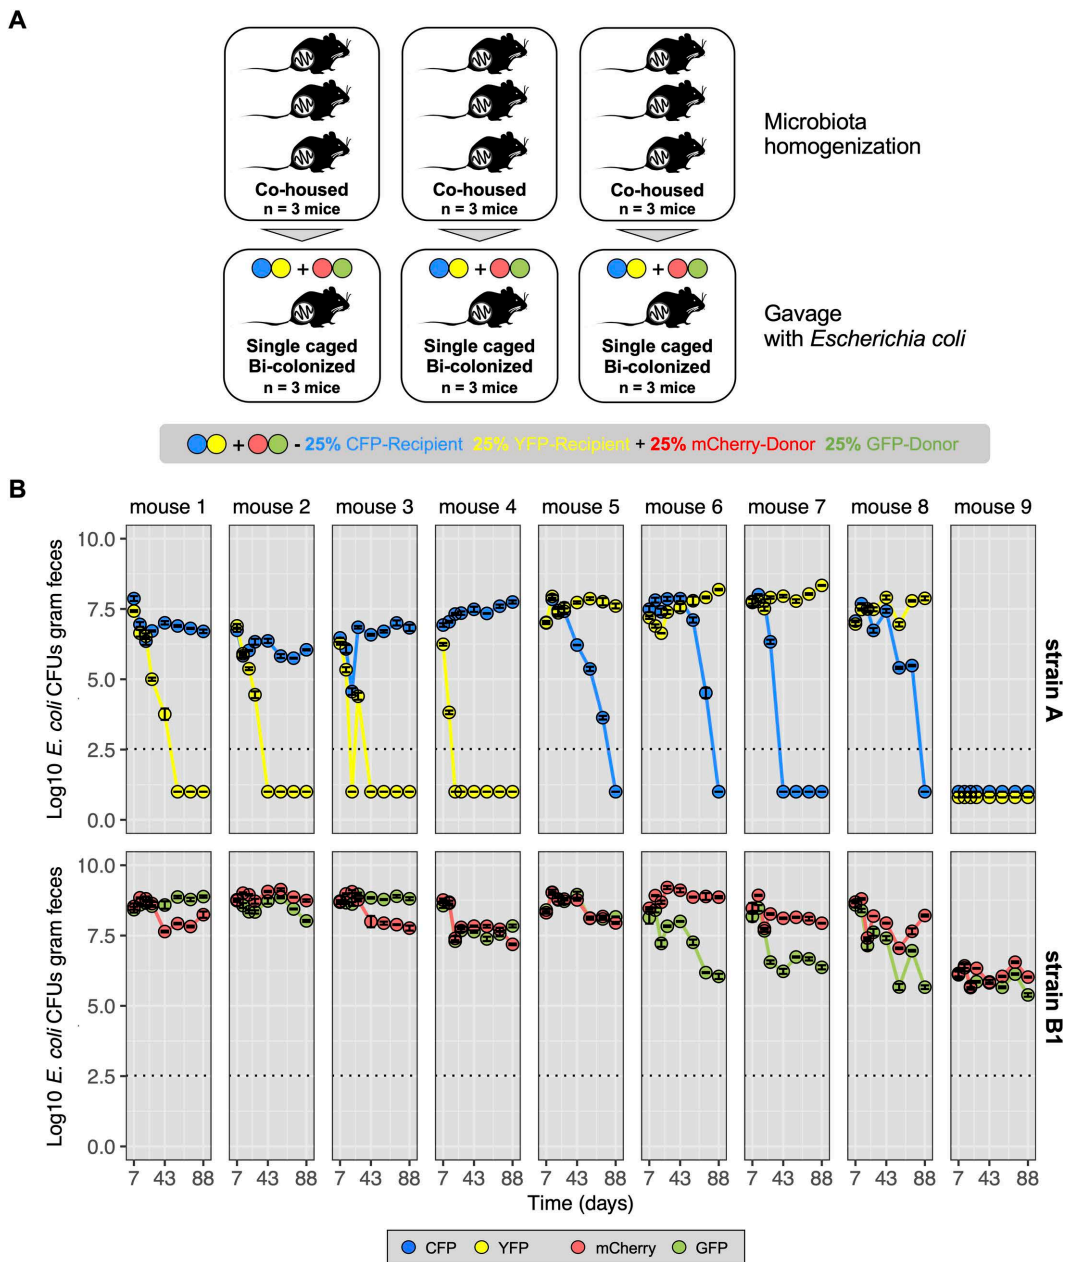 A
Co-housed
n = 3 mice
Co-housed
n = 3 mice
Co-housed
n = 3 mice
Microbiota
homogenization
+
+
+
Single caged
Bi-colonized
n = 3 mice
Single caged
Bi-colonized
n = 3 mice
Single caged
Bi-colonized
n = 3 mice
Gavage
with Escherichia coli
+ - 25% CFP-Recipient 25% YFP-Recipient + 25% mCherry-Donor 25% GFP-Donor
B
mouse 1 mouse 2 mouse 3 mouse 4 mouse 5 mouse 6 mouse 7 mouse 8 mouse 9
Log10 E. coli CFUs gram feces
10.0
7.5
5.0
2.5
0.0
strain A
Log10 E. coli CFUs gram feces
10.0
7.5
5.0
2.5
0.0
strain B1
7 43 88 7 43 88 7 43 88 7 43 88 7 43 88 7 43 88 7 43 88 7 43 88 7 43 88
Time (days)
CFP YFP mCherry GFP